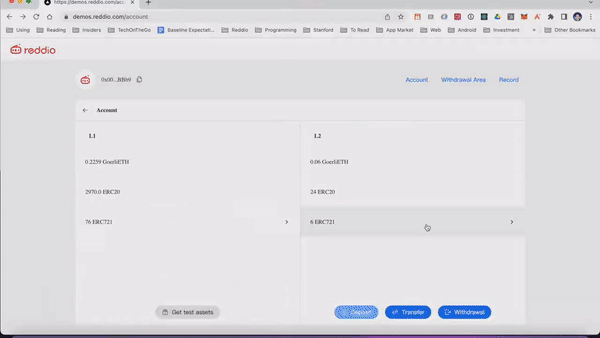 https://demos.reddio.com/acc
https://demos.reddio.com/account
Using Reading Insiders TechOnTheGo Baseline Expectati... Reddio Programming Stanford To Read App Market Web Android Investment » Other Bookmarks
reddio
0x00...
Account Withdrawal Area Record
← Account
L1 L2
0.2259 GoerliETH 0.06 GoerliETH
2970.0 ERC20 24 ERC20
76 ERC721 > 6 ERC721 >
Get test assets Deposit Transfer Withdrawal